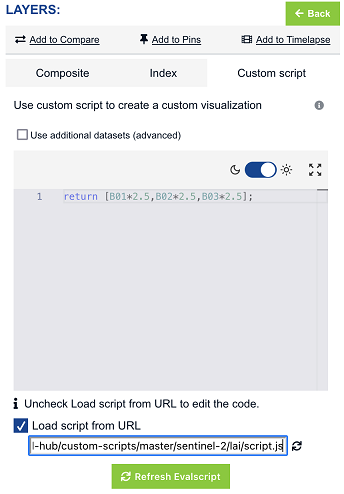 LAYERS:
← Back
Add to Compare
Add to Pins
Add to Timelapse
Composite
Index
Custom script
Use custom script to create a custom visualization
Use additional datasets (advanced)
1 return [B01*2.5,B02*2.5,B03*2.5];
Uncheck Load script from URL to edit the code.
Load script from URL
l-hub/custom-scripts/master/sentinel-2/lai/script.js
Refresh Evalscript